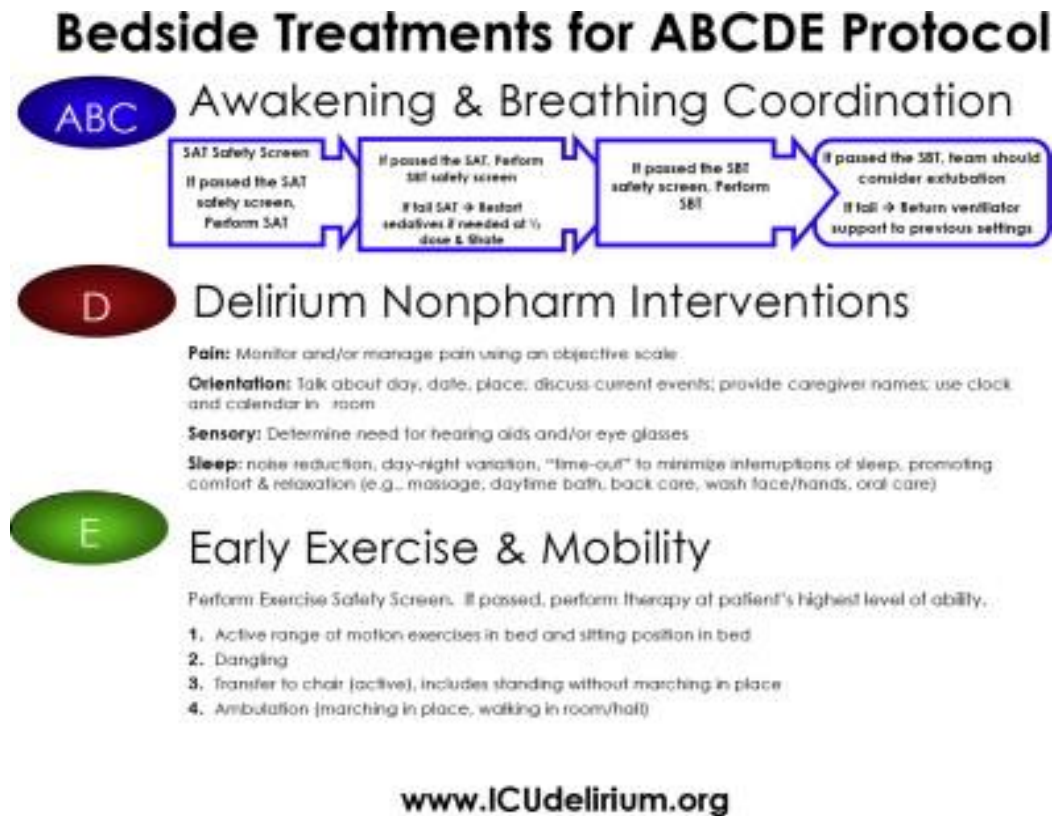 Bedside Treatments for ABCDE Protocol
ABC
Awakening & Breathing Coordination
SAT Safety Screen
If passed the SAT
safety screen,
Perform SAT
If passed the SAT, Perform
SBT safety screen
If fail SAT → Restart
sedatives if needed at ½
dose & titrate
If passed the SBT
safety screen, Perform
SBT
If passed the SBT, team should
consider extubation
If fail → Return ventilator
support to previous settings
D
Delirium Nonpharm Interventions
Pain: Monitor and/or manage pain using an objective scale
Orientation: Talk about day, date, place; discuss current events; provide caregiver names; use clock
and calendar in room
Sensory: Determine need for hearing aids and/or eye glasses
Sleep: noise reduction, day-night variation, "time-out" to minimize interruptions of sleep, promoting
comfort & relaxation (e.g., massage, daytime bath, back care, wash face/hands, oral care)
E
Early Exercise & Mobility
Perform Exercise Safety Screen. If passed, perform therapy at patient's highest level of ability.
1. Active range of motion exercises in bed and sitting position in bed
2. Dangling
3. Transfer to chair (active), includes standing without marching in place
4. Ambulation (marching in place, walking in room/hall)
www.ICUdelirium.org